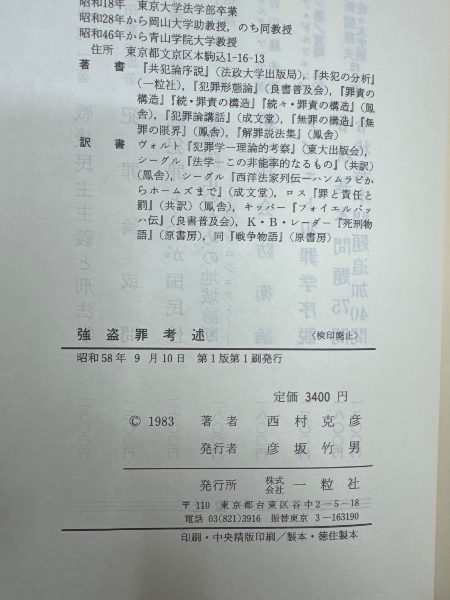 昭和18年 東京大学法学部卒業
昭和28年から岡山大学助教授，のち同教授
昭和46年から青山学院大学教授
住所 東京都文京区本駒込1-16-13
著書 『共犯論序説』（法政大学出版局），『共犯の分析』
（一粒社），『犯罪形態論』（良書普及会），『罪責の
構造』『続・罪責の構造』『続々・罪責の構造』（鳳
舎），『犯罪論講話』（成文堂），『無罪の構造』『無
罪の限界』（鳳舎），『解罪説法集』（鳳舎）
訳書 ヴォルト『犯罪学―理論的考察』（東大出版会），
シーグル『法学―この非能率的なるもの』（共訳）
（鳳舎），シーグル『西洋法家列伝―ハンムラビか
らホームズまで』（成文堂），ロス『罪と責任と
罰』（共訳）（鳳舎），キッパー『フォイエルバッ
ハ伝』（良書普及会），K・B・レーダー『死刑物
語』（原書房），同『戦争物語』（原書房）
強盗罪考述 〈検印廃止〉
昭和58年9月10日 第1版第1刷発行
定価 3400円
© 1983 著者 西村克彦
発行者 彦坂竹男
発行所 株式会社 一粒社
〒110 東京都台東区谷中2-5-18
電話 03(821)3916 振替東京 3-163190
印刷・中央精版印刷／製本・徳住製本